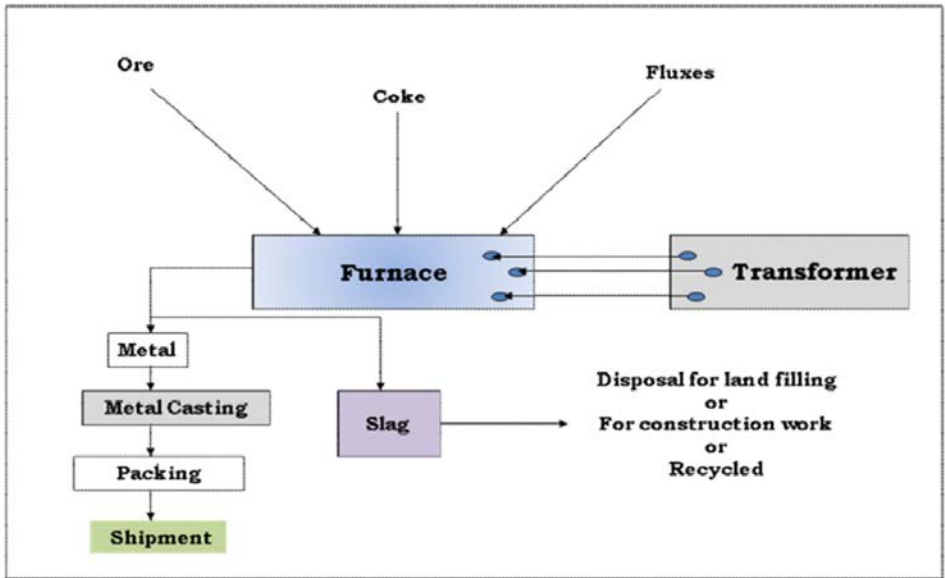 Ore
Coke
Fluxes
Furnace
Transformer
Metal
Metal Casting
Packing
Shipment
Slag
Disposal for land filling
or
For construction work
or
Recycled